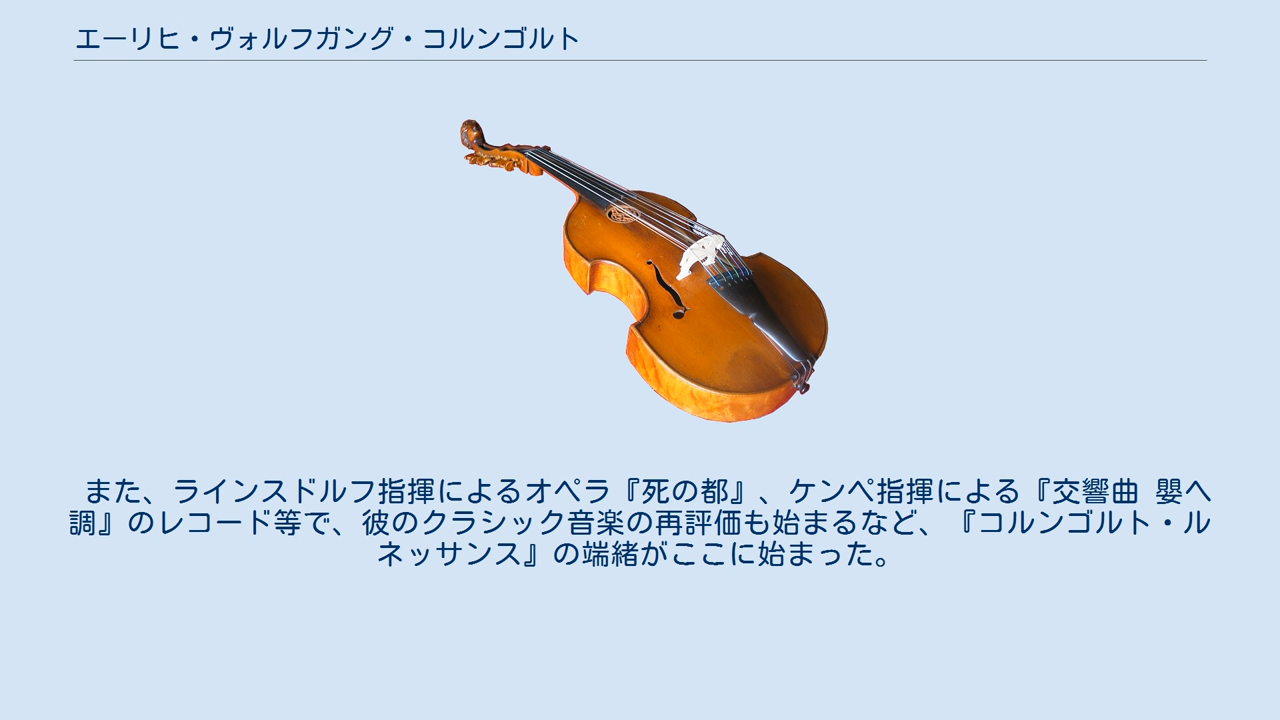 エーリヒ・ヴォルフガング・コルンゴルト
また、ラインスドルフ指揮によるオペラ『死の都』、ケンペ指揮による『交響曲 嬰へ
調』のレコード等で、彼のクラシック音楽の再評価も始まるなど、『コルンゴルト・ル
ネッサンス』の端緒がここに始まった。